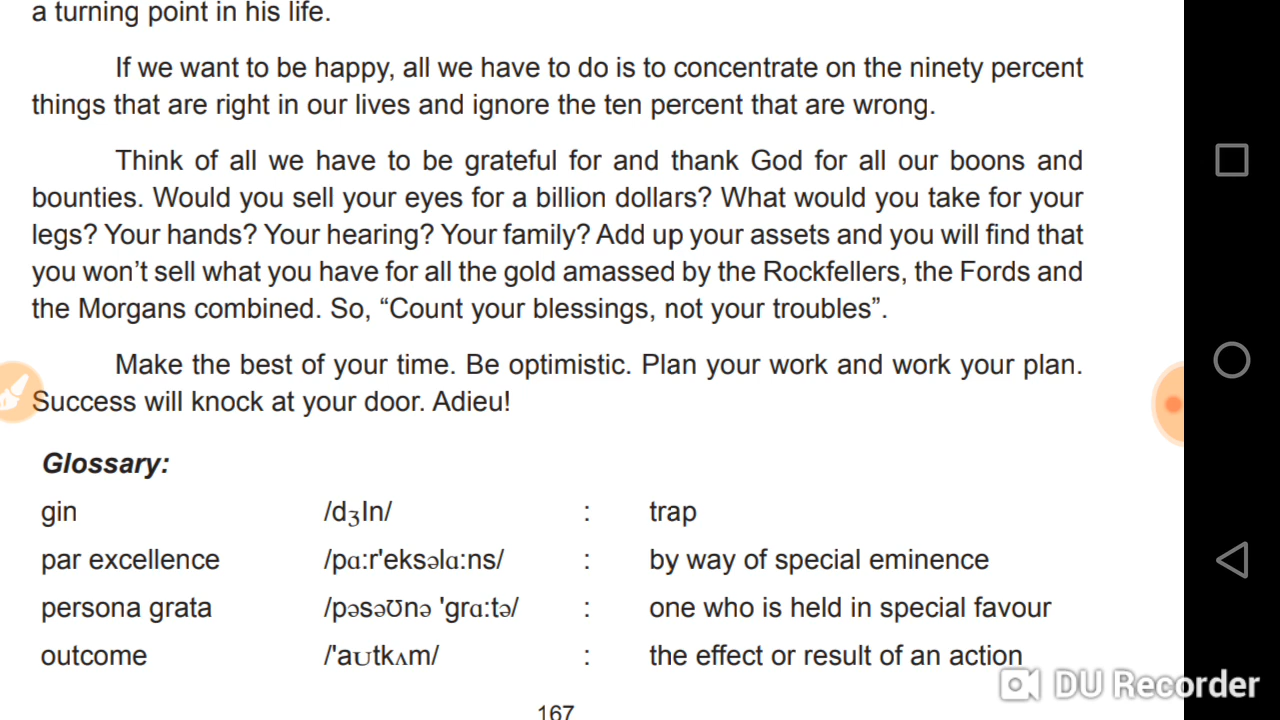 a turning point in his life.
If we want to be happy, all we have to do is to concentrate on the ninety percent
things that are right in our lives and ignore the ten percent that are wrong.
Think of all we have to be grateful for and thank God for all our boons and
bounties. Would you sell your eyes for a billion dollars? What would you take for your
legs? Your hands? Your hearing? Your family? Add up your assets and you will find that
you won’t sell what you have for all the gold amassed by the Rockfellers, the Fords and
the Morgans combined. So, “Count your blessings, not your troubles”.
Make the best of your time. Be optimistic. Plan your work and work your plan.
Success will knock at your door. Adieu!
Glossary:
gin /dʒIn/ : trap
par excellence /pɑ:r'eksəlɑ:ns/ : by way of special eminence
persona grata /pəsəƱnə 'grɑ:tə/ : one who is held in special favour
outcome /'aʊtkʌm/ : the effect or result of an action
DU Recorder
167